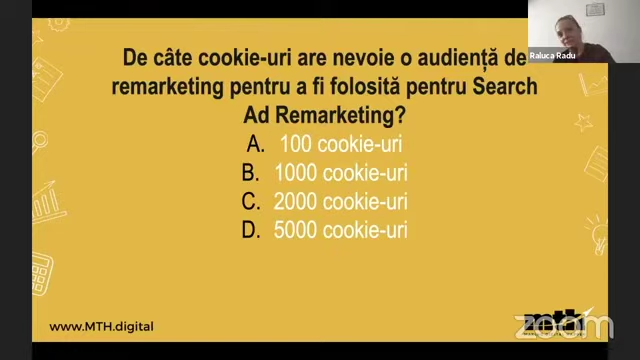 De câte cookie-uri are nevoie o audiență de
remarketing pentru a fi folosită pentru Search
Ad Remarketing?
A. 100 cookie-uri
B. 1000 cookie-uri
C. 2000 cookie-uri
D. 5000 cookie-uri
Raluca Radu
www.MTH.digital
mth
zoom